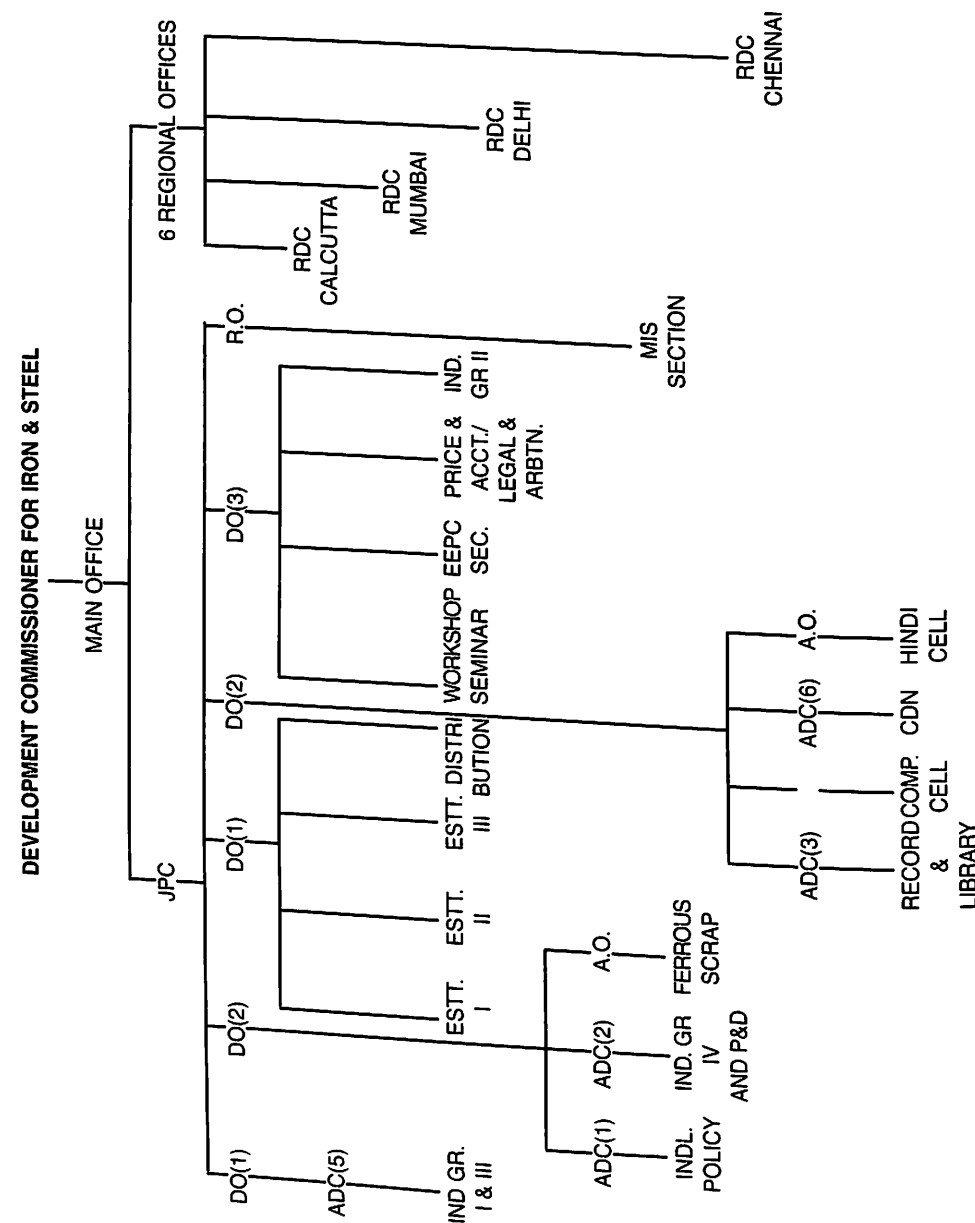 DEVELOPMENT COMMISSIONER FOR IRON & STEEL
MAIN OFFICE
JPC
6 REGIONAL OFFICES
DO(1)
DO(2)
DO(1)
DO(2)
DO(3)
R.O.
ADC(5)
IND GR.
I & III
ESTT.
I
ESTT.
II
ESTT.
III
DISTRI
BUTION
WORKSHOP
SEMINAR
EEPC
SEC.
PRICE &
ACCT./
LEGAL &
ARBTN.
IND.
GR II
RDC
CALCUTTA
RDC
MUMBAI
RDC
DELHI
RDC
CHENNAI
MIS
SECTION
ADC(1)
INDL.
POLICY
ADC(2)
IND. GR
IV
AND P&D
A.O.
FERROUS
SCRAP
ADC(3)
RECORD
&
LIBRARY
COMP.
CELL
ADC(6)
CDN
A.O.
HINDI
CELL